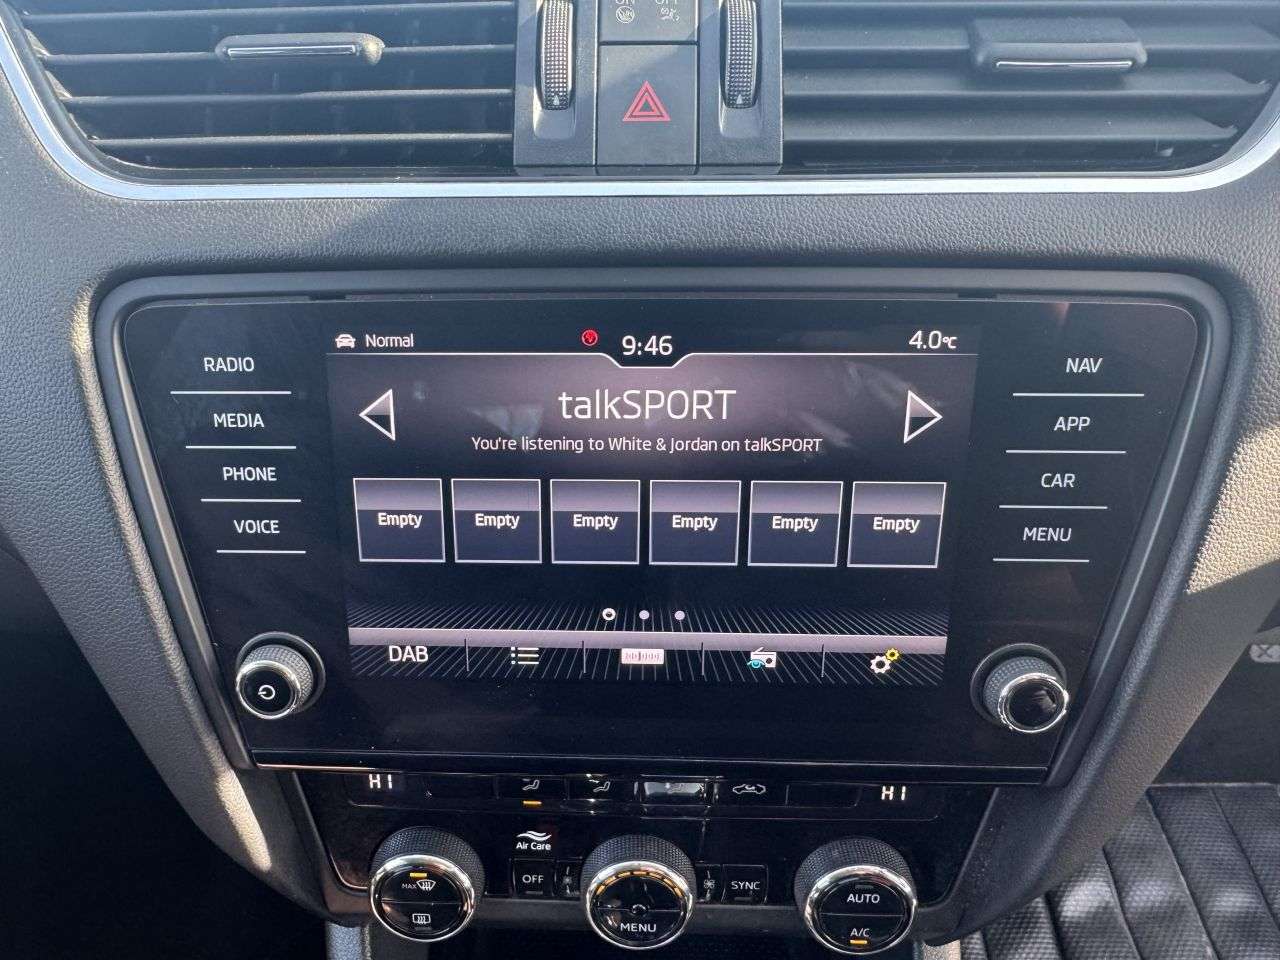 ON OFF
Normal
9:46
4.0°C
RADIO
MEDIA
PHONE
VOICE
talkSPORT
You're listening to White & Jordan on talkSPORT
Empty Empty Empty Empty Empty Empty
DAB
NAV
APP
CAR
MENU
HI
HI
Air Care
MAX
OFF
MENU
SYNC
AUTO
A/C